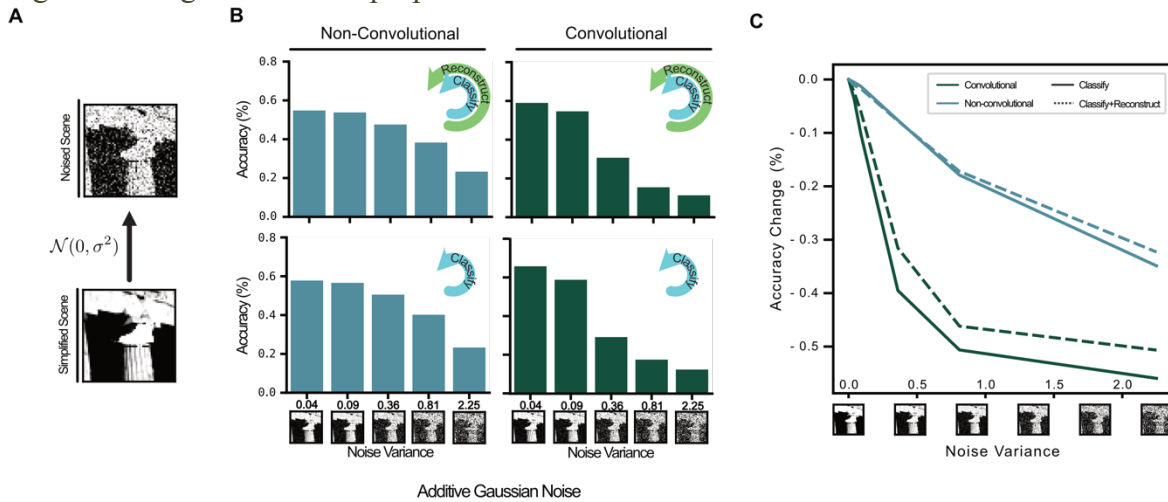 A
Noised Scene
N(0, σ²)
Simplified Scene
B
Non-Convolutional
Convolutional
Accuracy (%)
0.8
0.6
0.4
0.2
0.0
Reconstruct
Classify
Reconstruct
Classify
Accuracy (%)
0.8
0.6
0.4
0.2
0.0
Classify
Classify
0.04 0.09 0.36 0.81 2.25
0.04 0.09 0.36 0.81 2.25
Noise Variance
Noise Variance
Additive Gaussian Noise
C
Convolutional
Classify
Non-convolutional
Classify+Reconstruct
Accuracy Change (%)
0.0
- 0.1
- 0.2
- 0.3
- 0.4
- 0.5
0.0 0.5 1.0 1.5 2.0
Noise Variance